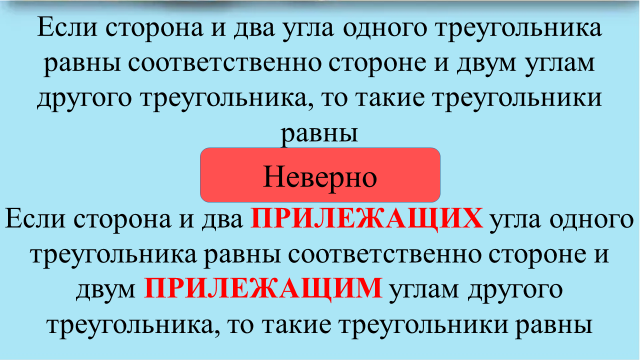 Если сторона и два угла одного треугольника
равны соответственно стороне и двум углам
другого треугольника, то такие треугольники
равны
Неверно
Если сторона и два ПРИЛЕЖАЩИХ угла одного
треугольника равны соответственно стороне и
двум ПРИЛЕЖАЩИМ углам другого
треугольника, то такие треугольники равны